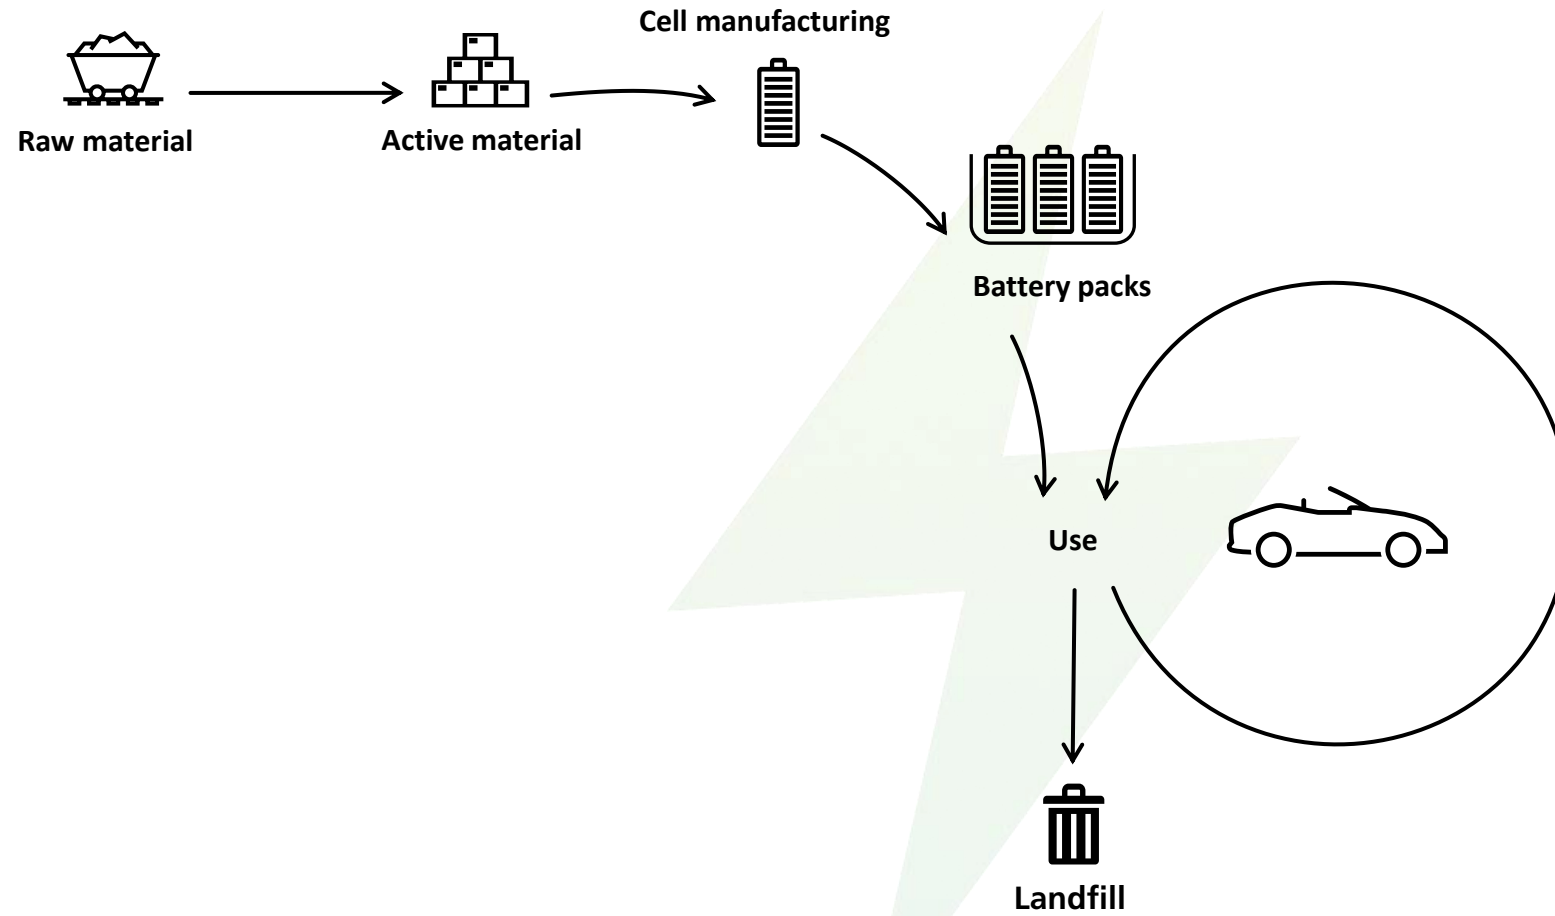 Cell manufacturing
Raw material
Active material
Battery packs
Use
Landfill